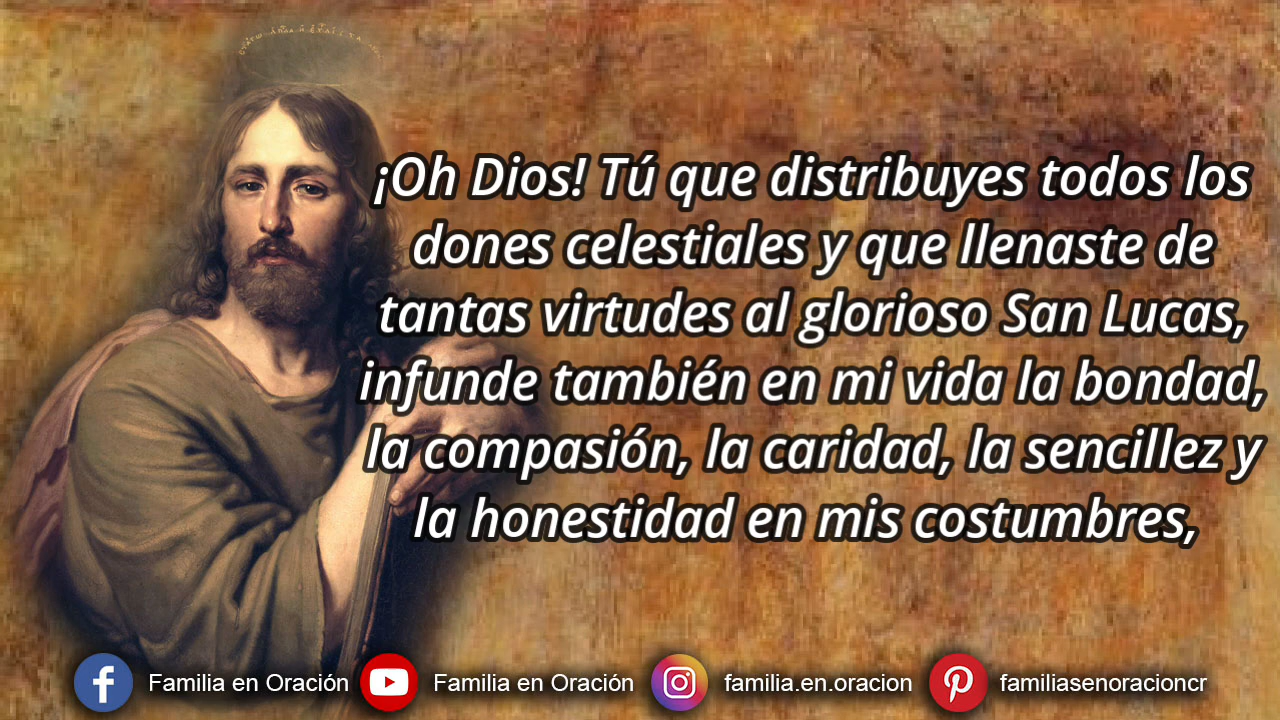 ¡Oh Dios! Tú que distribuyes todos los
dones celestiales y que llenaste de
tantas virtudes al glorioso San Lucas,
infunde también en mi vida la bondad,
la compasión, la caridad, la sencillez y
la honestidad en mis costumbres,
Familia en Oración
Familia en Oración
familia.en.oracion
familiasenoracioncr